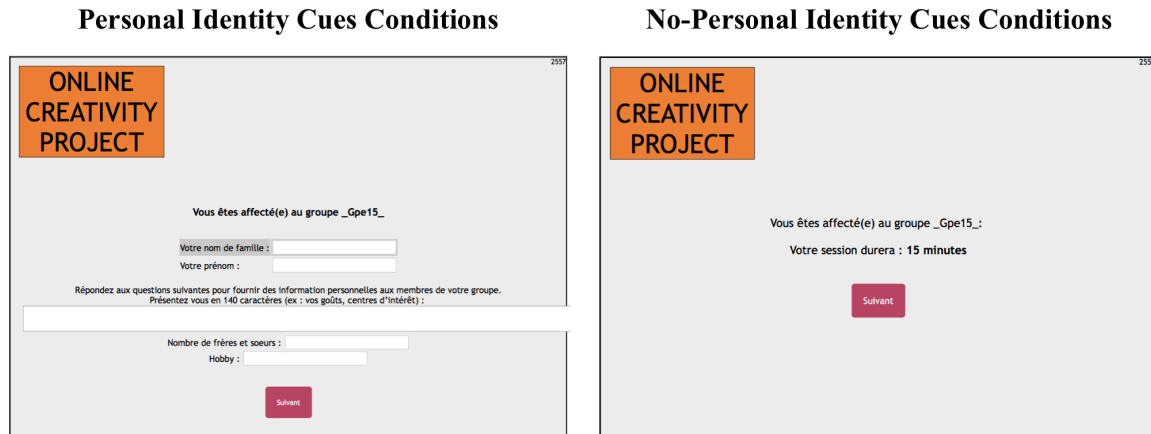 Personal Identity Cues Conditions
2557
ONLINE
CREATIVITY
PROJECT
Vous êtes affecté(e) au groupe _Gpe15_
Votre nom de famille :
Votre prénom :
Répondez aux questions suivantes pour fournir des information personnelles aux membres de votre groupe.
Présentez vous en 140 caractères (ex : vos goûts, centres d'intérêt) :
Nombre de frères et soeurs :
Hobby :
Suivant
No-Personal Identity Cues Conditions
255
ONLINE
CREATIVITY
PROJECT
Vous êtes affecté(e) au groupe _Gpe15_:
Votre session durera : 15 minutes
Suivant